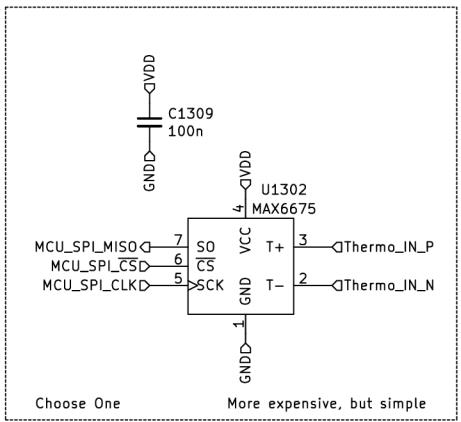 VDD
C1309
100n
GND
VDD
U1302
MAX6675
4
MCU_SPI_MISO 7 SO VCC T+ 3 Thermo_IN_P
MCU_SPI_CS 6 CS
MCU_SPI_CLK 5 SCK GND T- 2 Thermo_IN_N
1
GND
Choose One More expensive, but simple